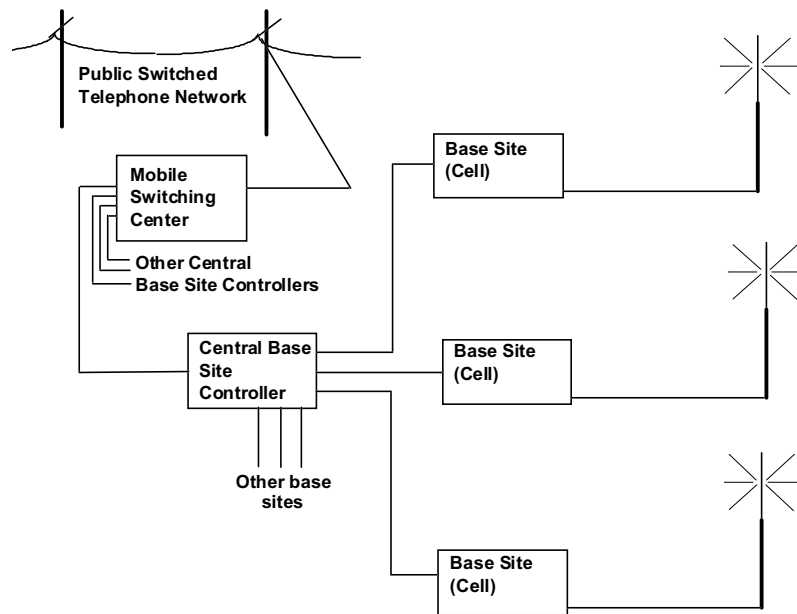 Public Switched
Telephone Network
Mobile
Switching
Center
Other Central
Base Site Controllers
Central Base
Site
Controller
Other base
sites
Base Site
(Cell)
Base Site
(Cell)
Base Site
(Cell)